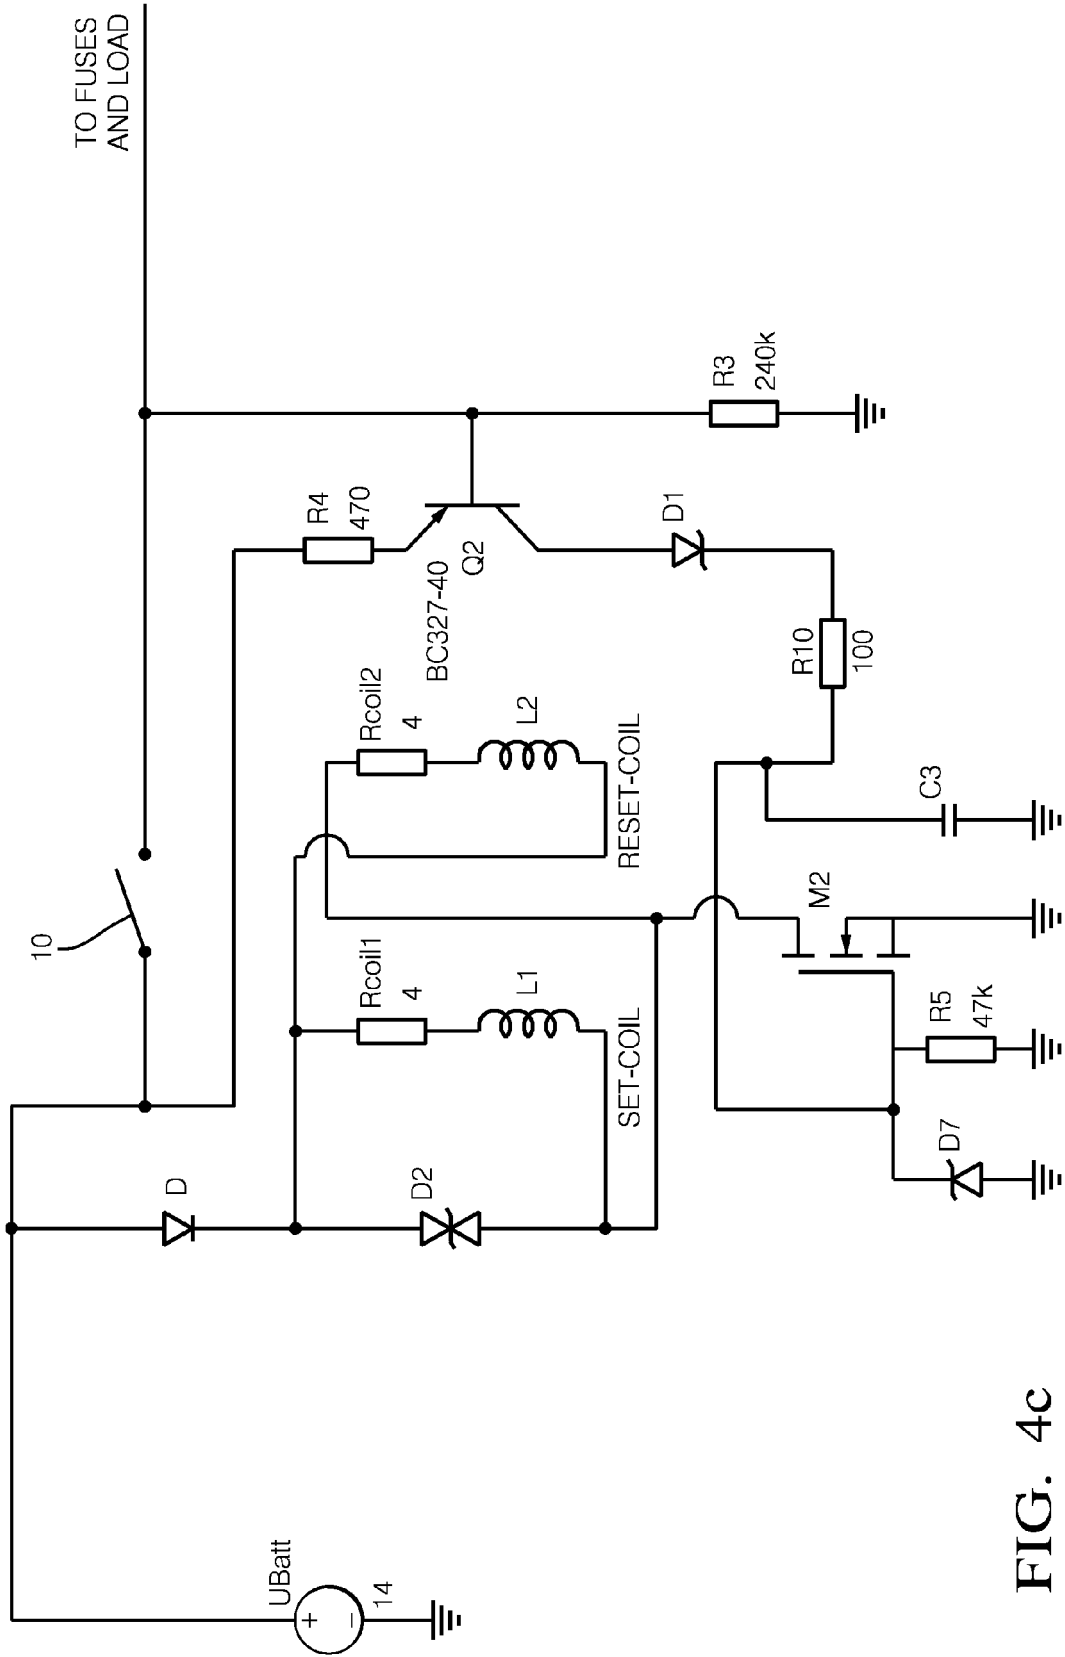 TO FUSES
AND LOAD
10
R4
470
R3
240k
BC327-40
Q2
D1
R10
100
Rcoil2
4
L2
RESET-COIL
C3
M2
Rcoil1
4
L1
SET-COIL
R5
47k
D
D2
D7
UBatt
+
−
14
FIG. 4c